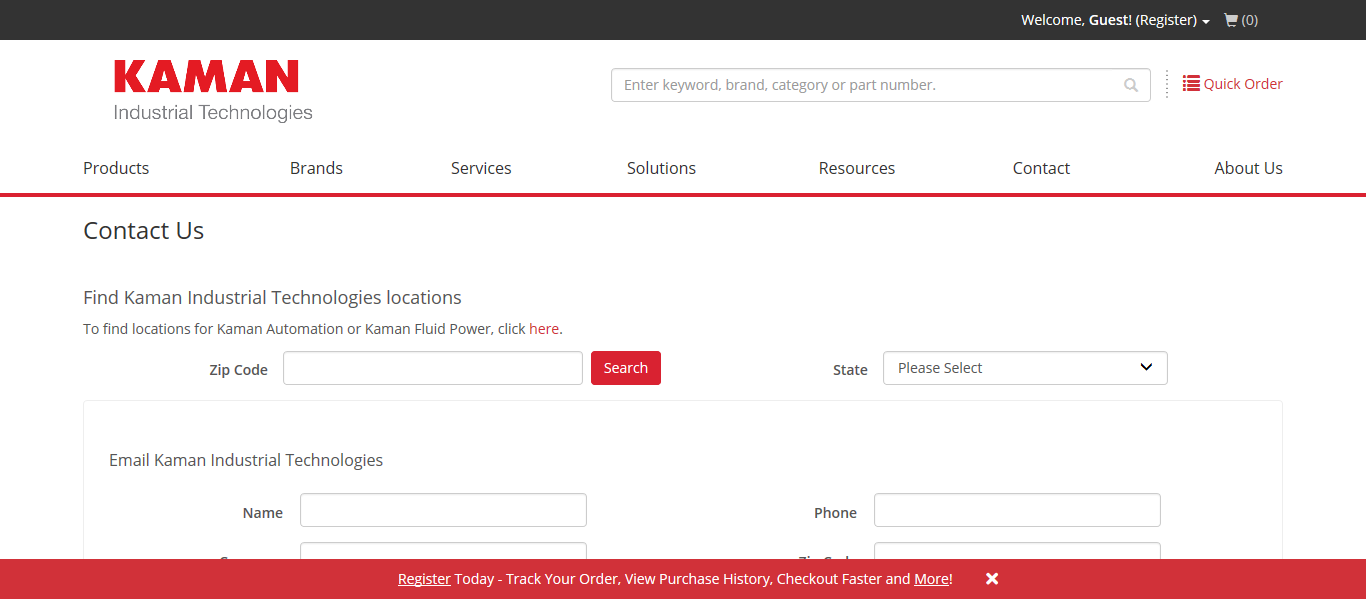 Welcome, Guest! (Register) (0)
KAMAN
Industrial Technologies
Enter keyword, brand, category or part number.
Quick Order
Products Brands Services Solutions Resources Contact About Us
Contact Us
Find Kaman Industrial Technologies locations
To find locations for Kaman Automation or Kaman Fluid Power, click here.
Zip Code Search State Please Select
Email Kaman Industrial Technologies
Name Phone
Register Today - Track Your Order, View Purchase History, Checkout Faster and More!